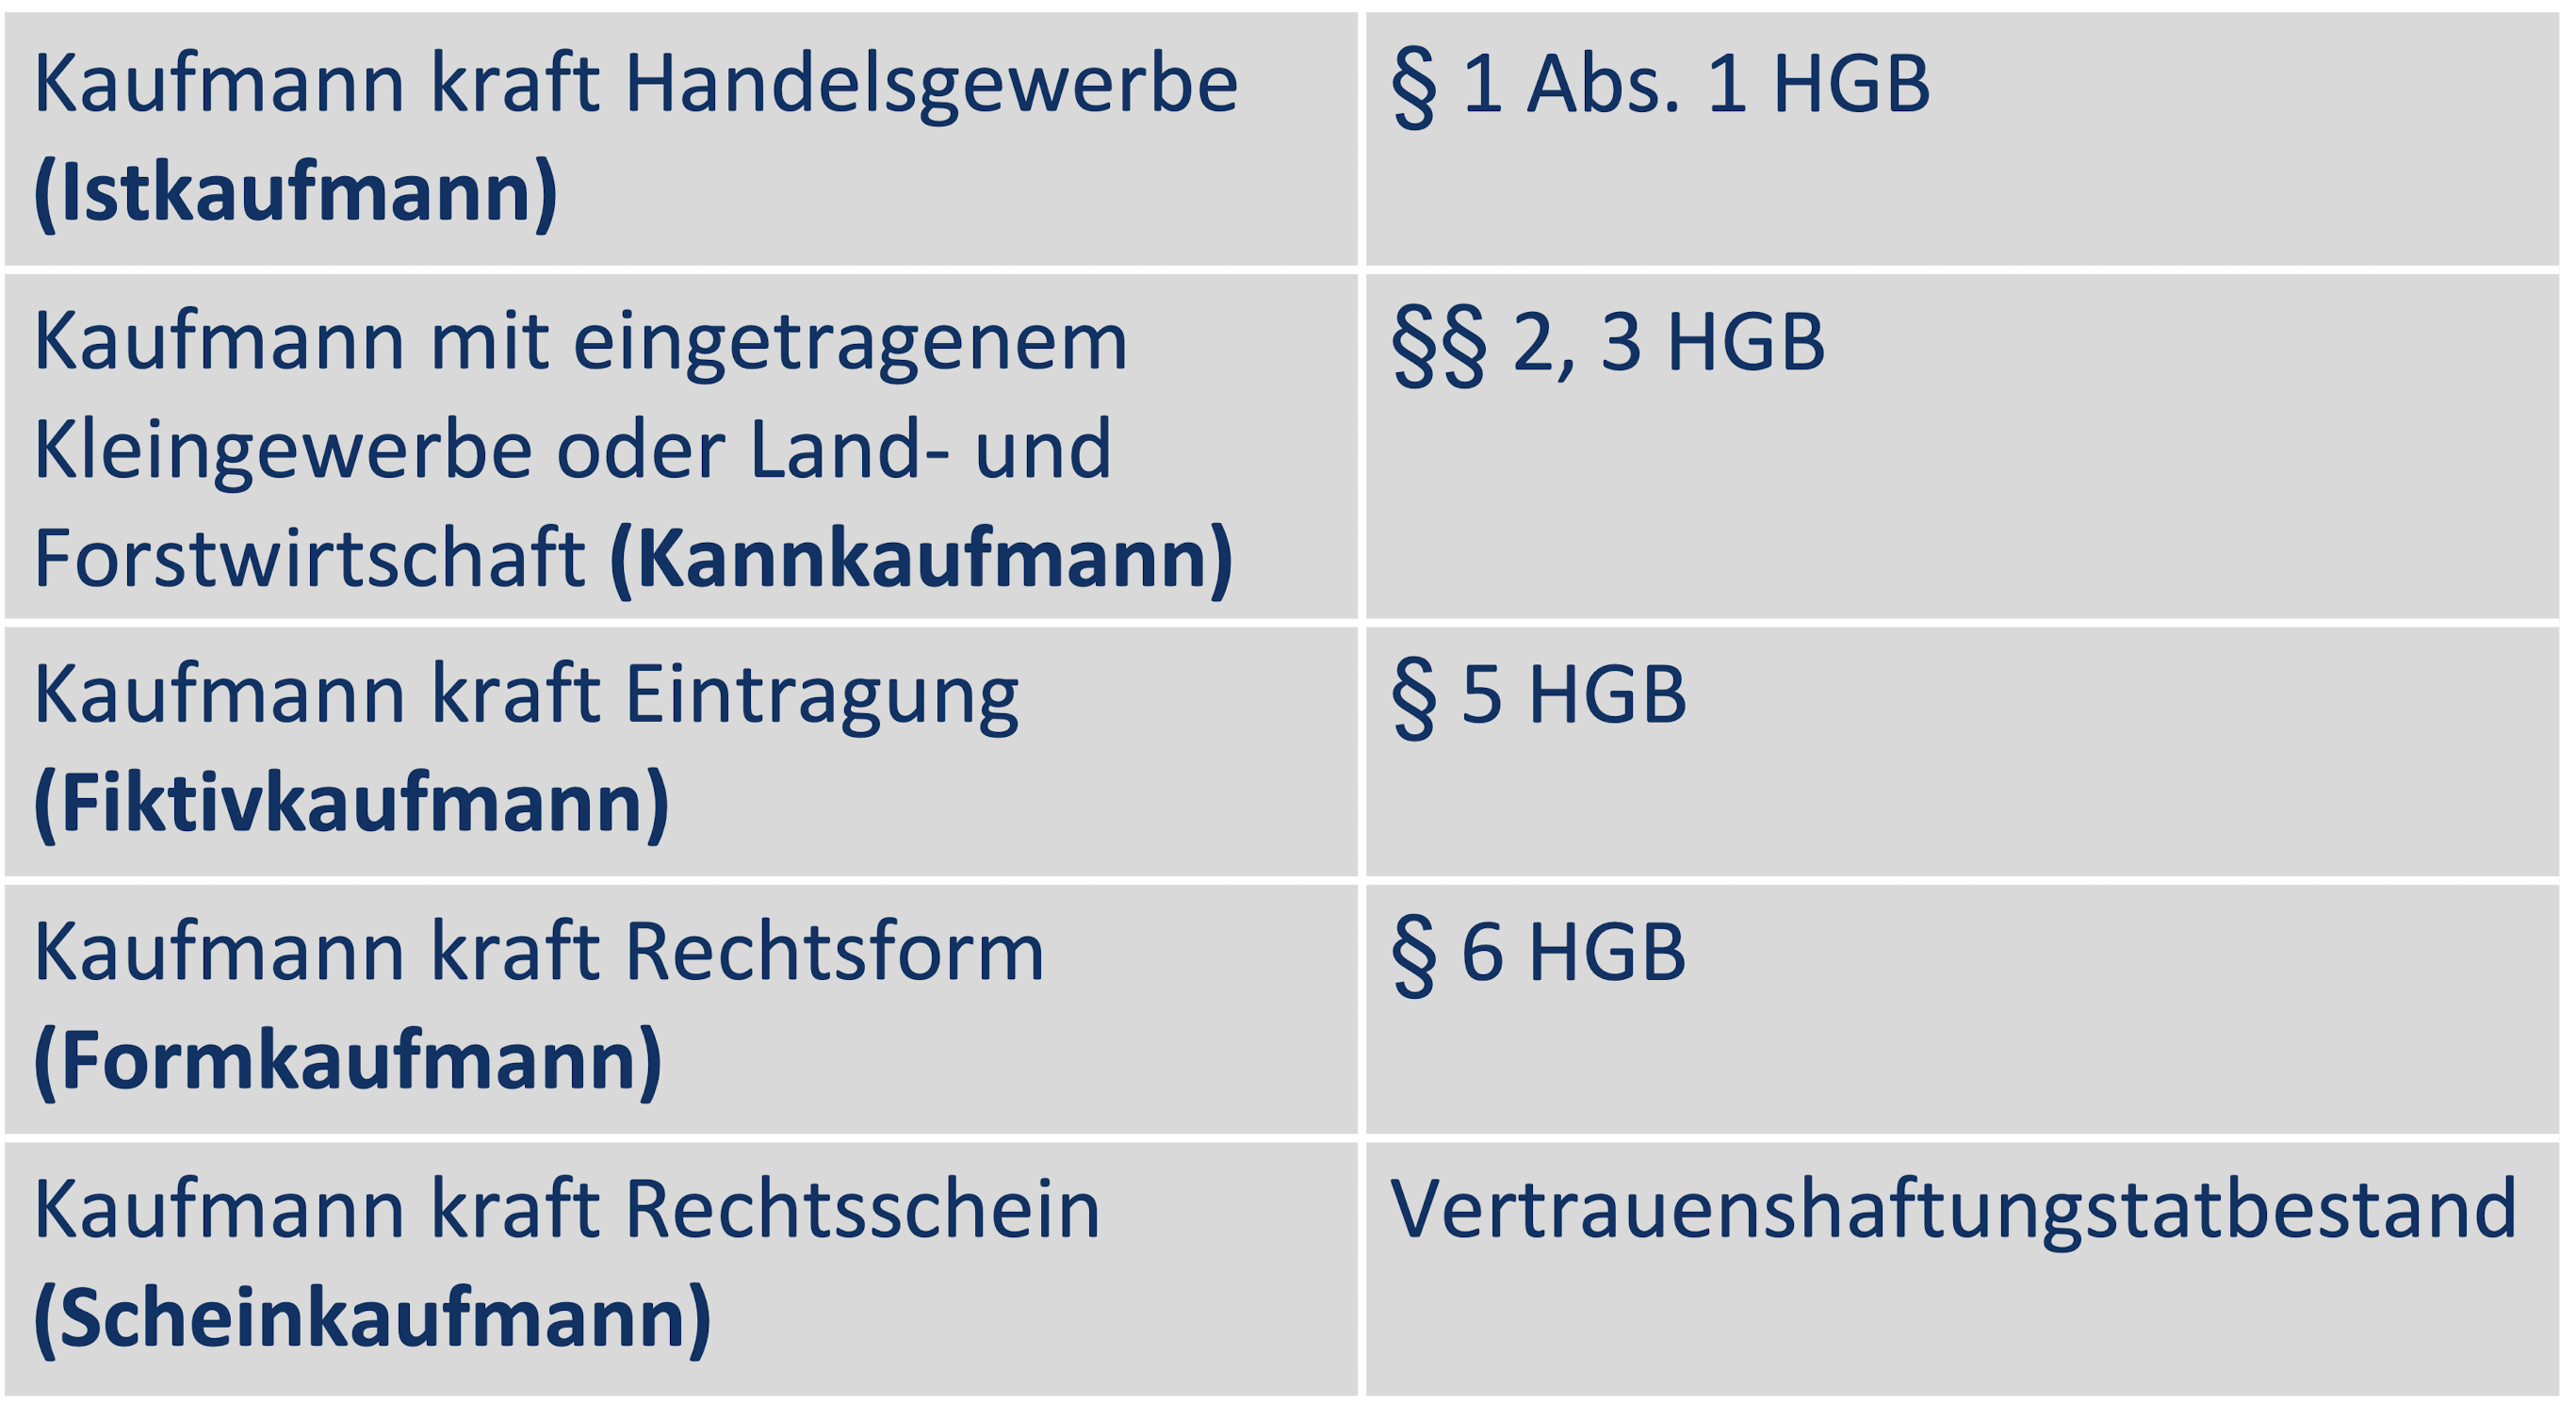 Kaufmann kraft Handelsgewerbe
(Istkaufmann)
§ 1 Abs. 1 HGB
Kaufmann mit eingetragenem
Kleingewerbe oder Land- und
Forstwirtschaft (Kannkaufmann)
§§ 2, 3 HGB
Kaufmann kraft Eintragung
(Fiktivkaufmann)
§ 5 HGB
Kaufmann kraft Rechtsform
(Formkaufmann)
§ 6 HGB
Kaufmann kraft Rechtsschein
(Scheinkaufmann)
Vertrauenshaftungstatbestand